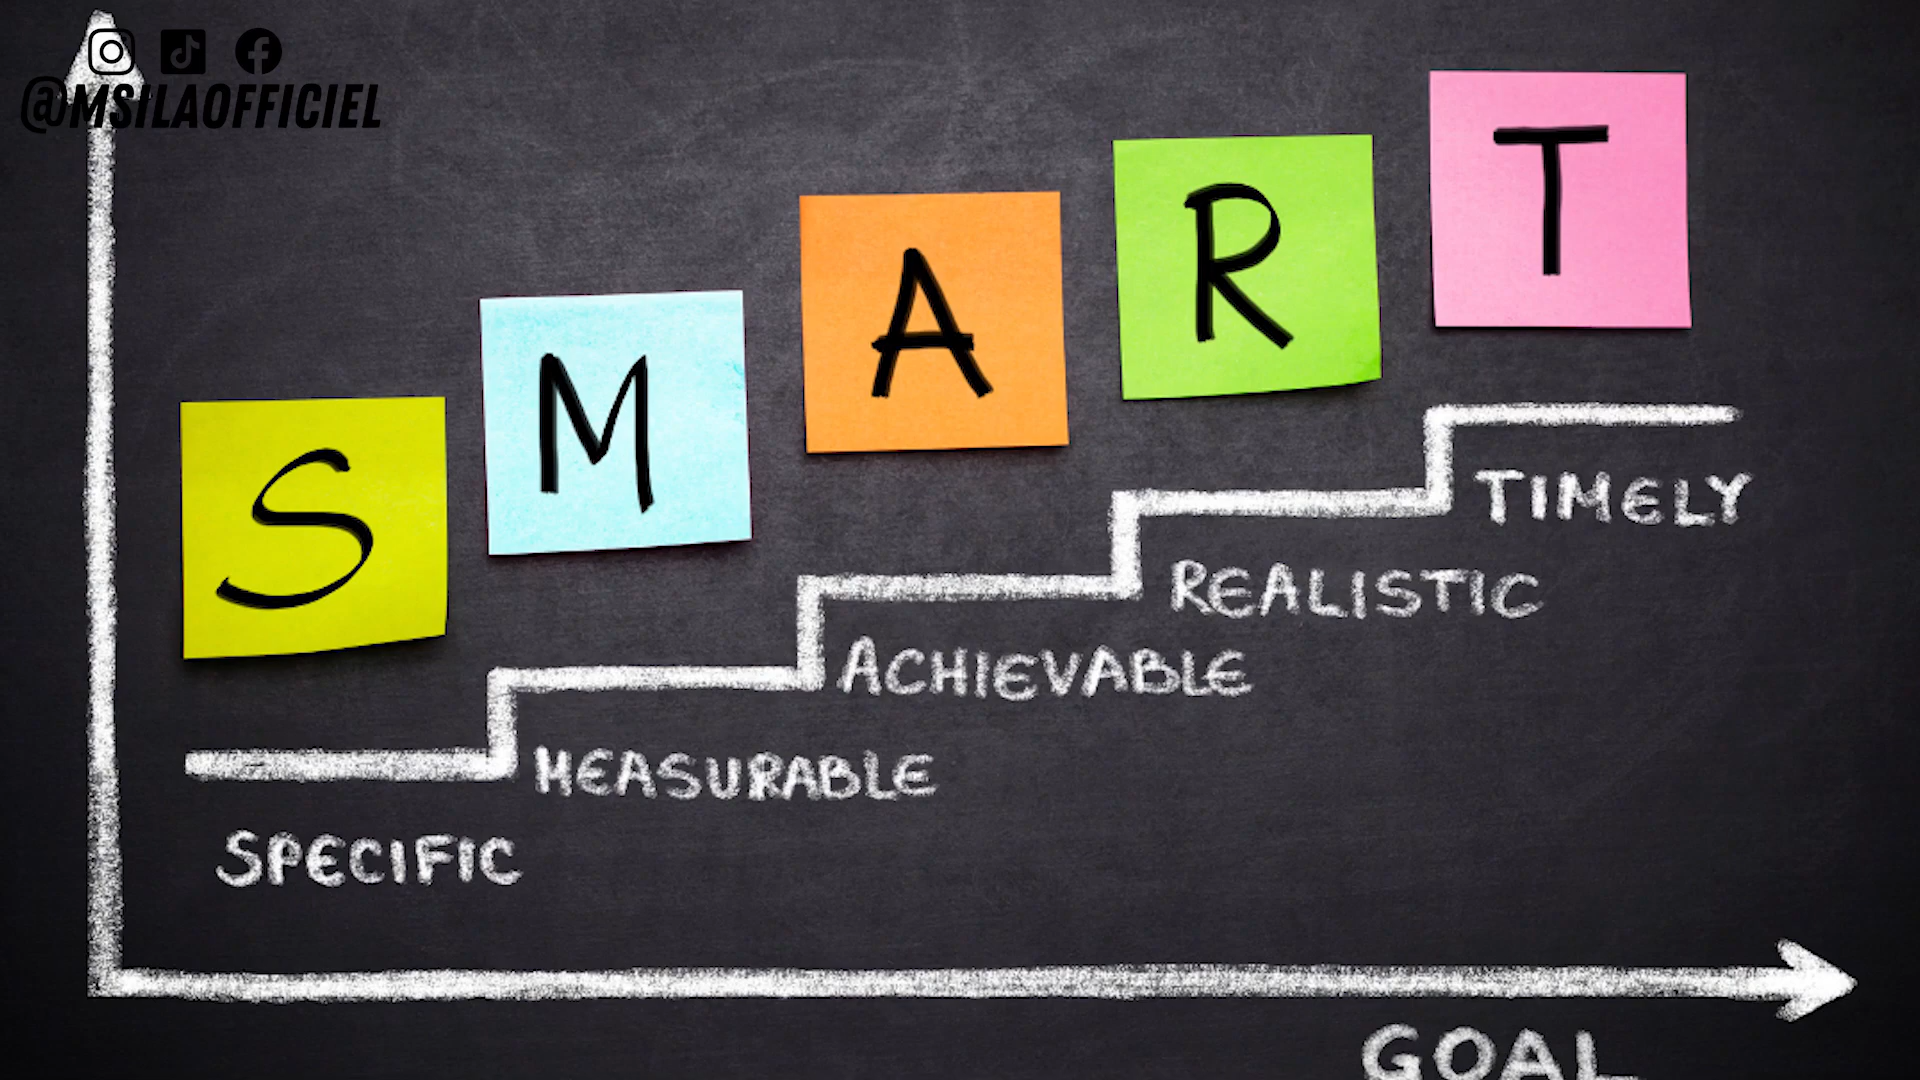 @MSILAOFFICIEL
S
M
A
R
T
TIMELY
REALISTIC
ACHIEVABLE
MEASURABLE
SPECIFIC
GOAL